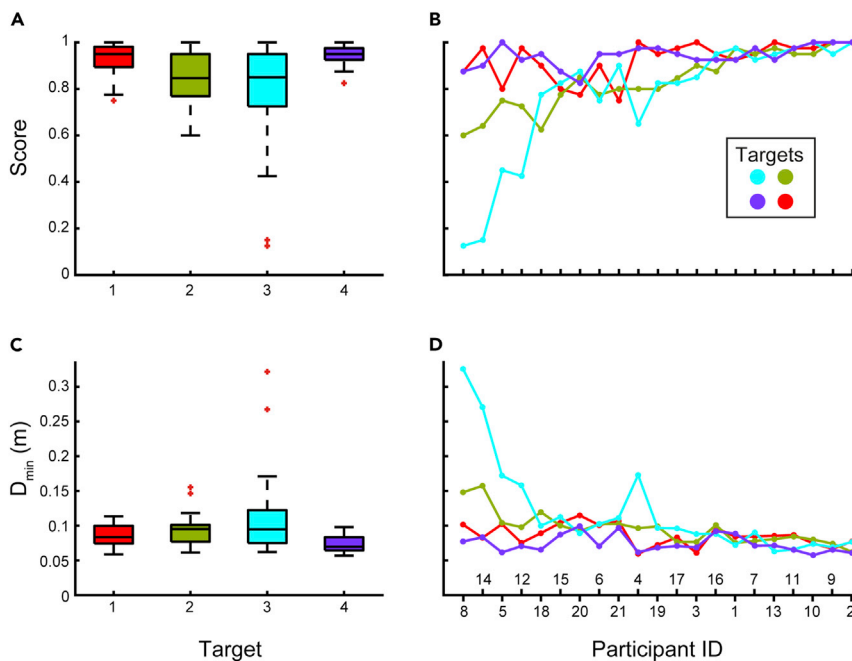 A
B
Score
1
0.8
0.6
0.4
0.2
0
1 2 3 4
Targets
C
D
D_min (m)
0.3
0.25
0.2
0.15
0.1
0.05
0
1 2 3 4
Target
14 12 15 6 4 17 16 7 11 9
8 5 18 20 21 19 3 1 13 10 2
Participant ID